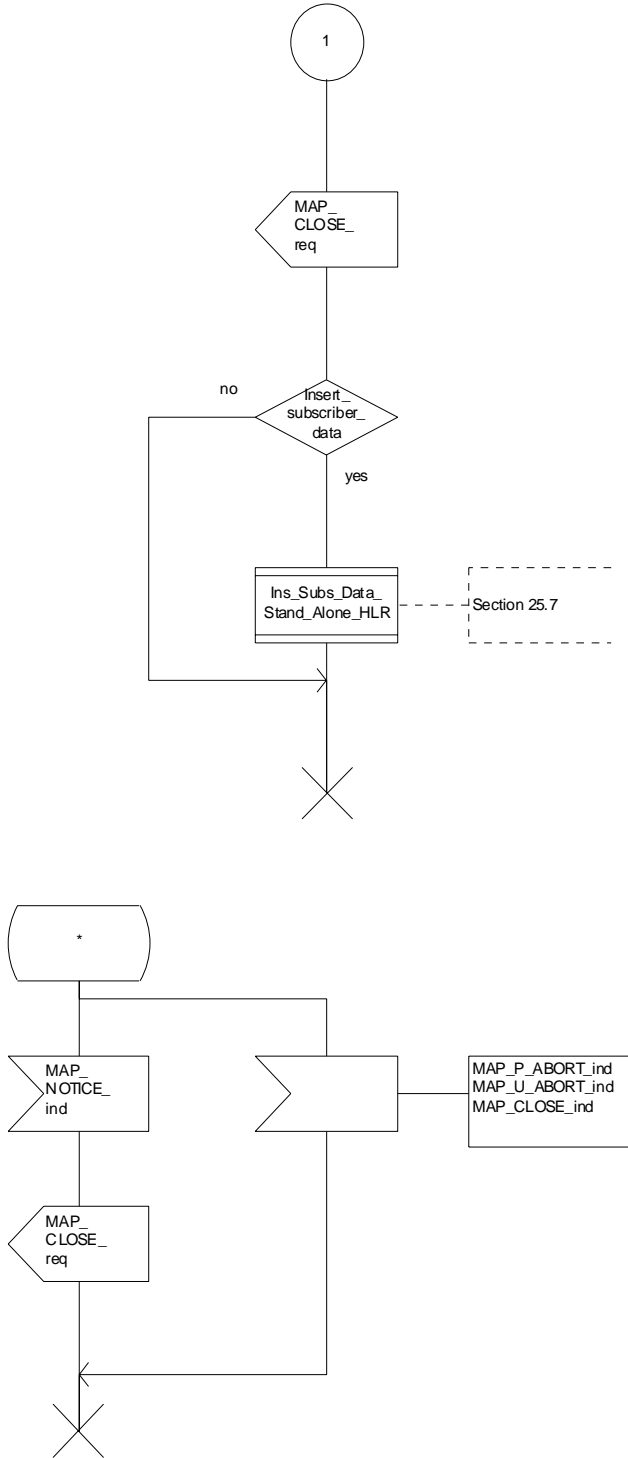 1
MAP_
CLOSE_
req
no
Insert_
subscriber_
data
yes
Ins_Subs_Data_
Stand_Alone_HLR
Section 25.7
*
MAP_
NOTICE_
ind
MAP_P_ABORT_ind
MAP_U_ABORT_ind
MAP_CLOSE_ind
MAP_
CLOSE_
req